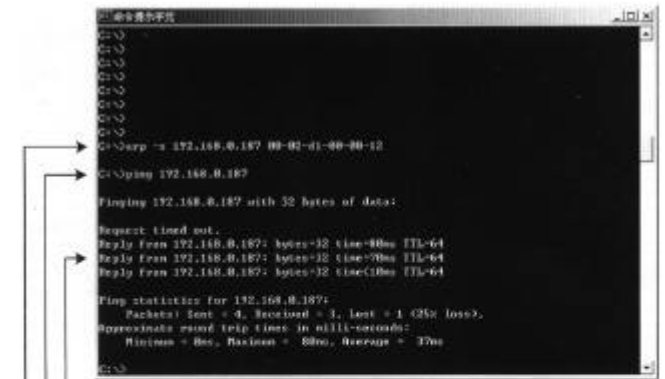 命令提示字元
C:\>
C:\>
C:\>
C:\>
C:\>
C:\>
C:\>arp -s 192.168.0.187 00-02-d1-00-00-12
C:\>ping 192.168.0.187
Pinging 192.168.0.187 with 32 bytes of data:
Request timed out.
Reply from 192.168.0.187: bytes=32 time=80ms TTL=64
Reply from 192.168.0.187: bytes=32 time=70ms TTL=64
Reply from 192.168.0.187: bytes=32 time<10ms TTL=64
Ping statistics for 192.168.0.187:
Packets: Sent = 4, Received = 3, Lost = 1 (25% loss),
Approximate round trip times in milli-seconds:
Minimum = 0ms, Maximum = 80ms, Average = 37ms
C:\>